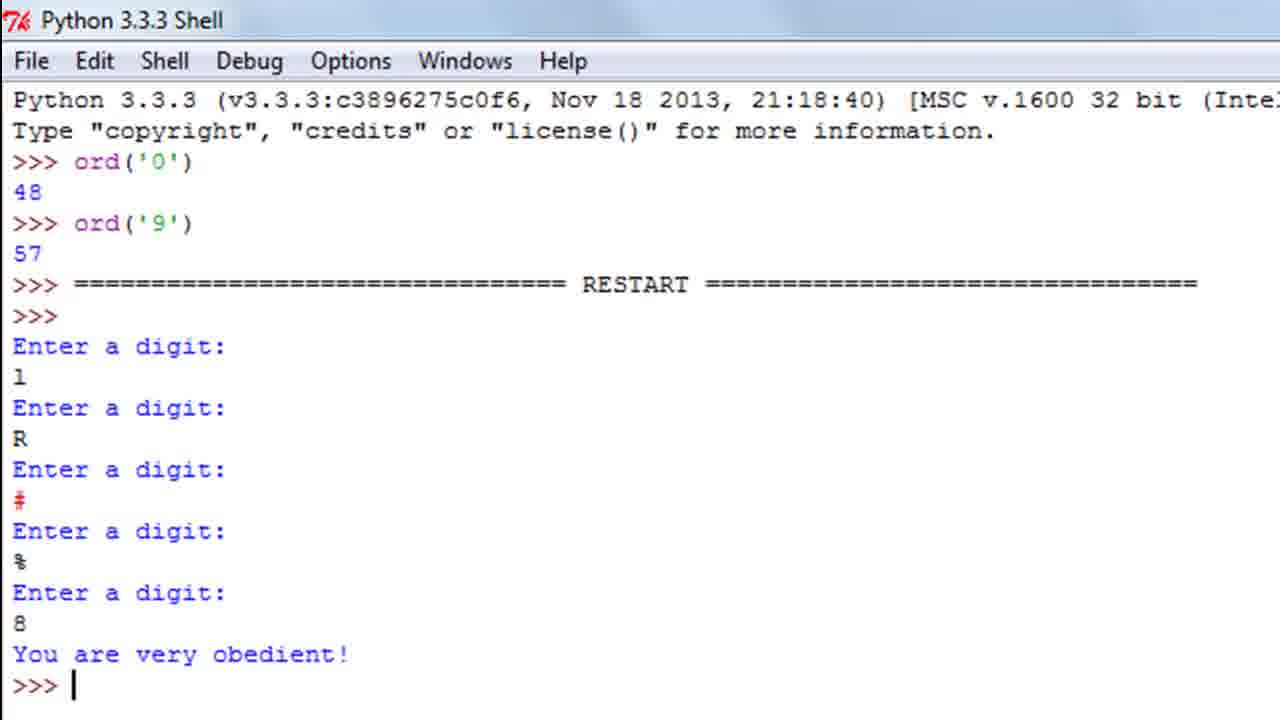 Python 3.3.3 Shell
File Edit Shell Debug Options Windows Help
Python 3.3.3 (v3.3.3:c3896275c0f6, Nov 18 2013, 21:18:40) [MSC v.1600 32 bit (Inte
Type "copyright", "credits" or "license()" for more information.
>>> ord('0')
48
>>> ord('9')
57
>>> ================================ RESTART ================================
>>>
Enter a digit:
l
Enter a digit:
R
Enter a digit:
#
Enter a digit:
%
Enter a digit:
8
You are very obedient!
>>>